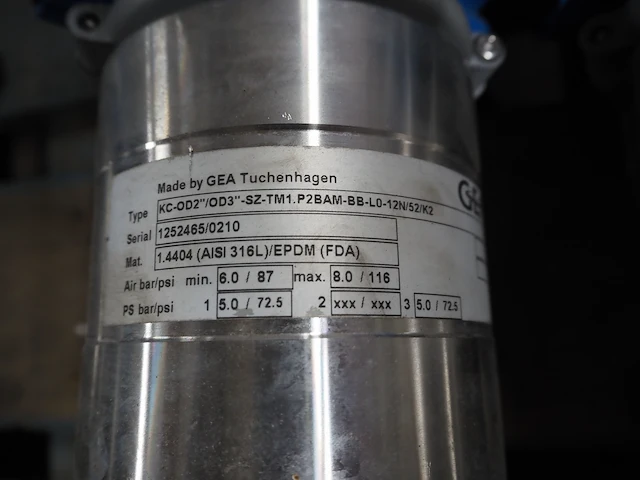 Made by GEA Tuchenhagen
Type KC-OD2"/OD3"-SZ-TM1.P2BAM-BB-L0-12N/52/K2
Serial 1252465/0210
Mat. 1.4404 (AISI 316L)/EPDM (FDA)
Air bar/psi min. 6.0 / 87 max. 8.0 / 116
PS bar/psi 1 5.0 / 72.5 2 xxx / xxx 3 5.0 / 72.5